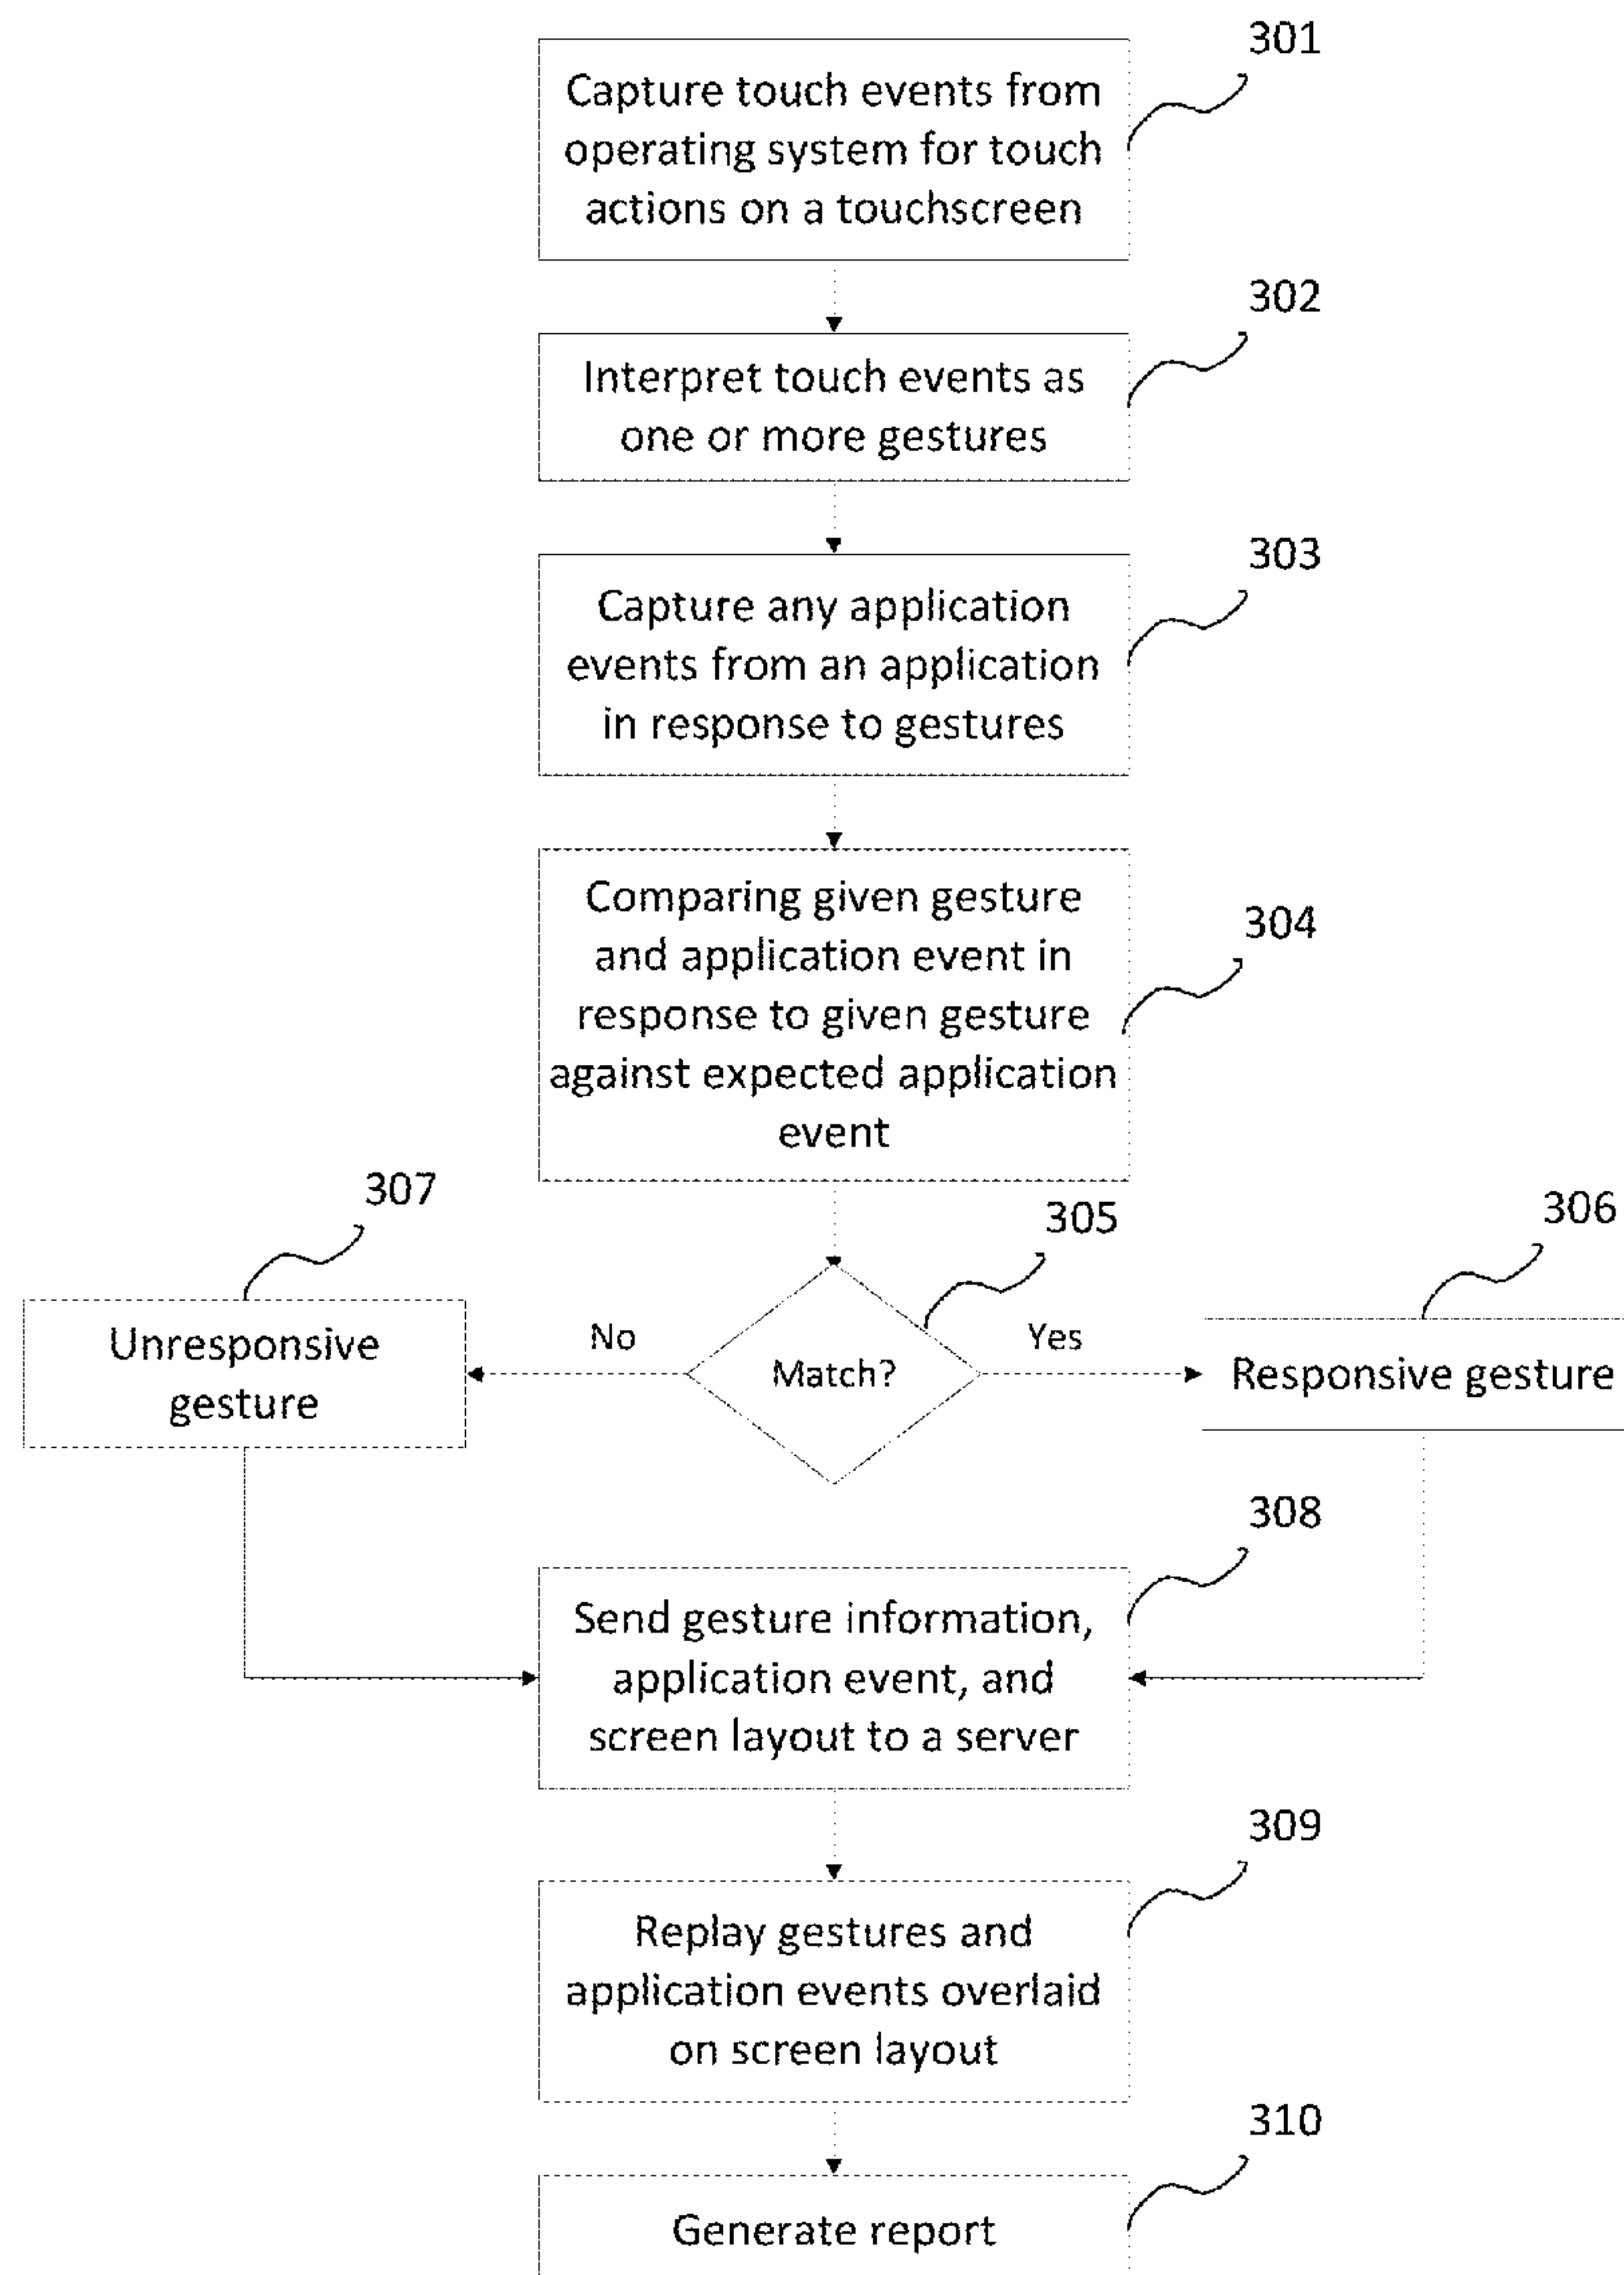 301
Capture touch events from
operating system for touch
actions on a touchscreen
302
Interpret touch events as
one or more gestures
303
Capture any application
events from an application
in response to gestures
304
Comparing given gesture
and application event in
response to given gesture
against expected application
event
305
Match?
No
Yes
307
Unresponsive
gesture
306
Responsive gesture
308
Send gesture information,
application event, and
screen layout to a server
309
Replay gestures and
application events overlaid
on screen layout
310
Generate report